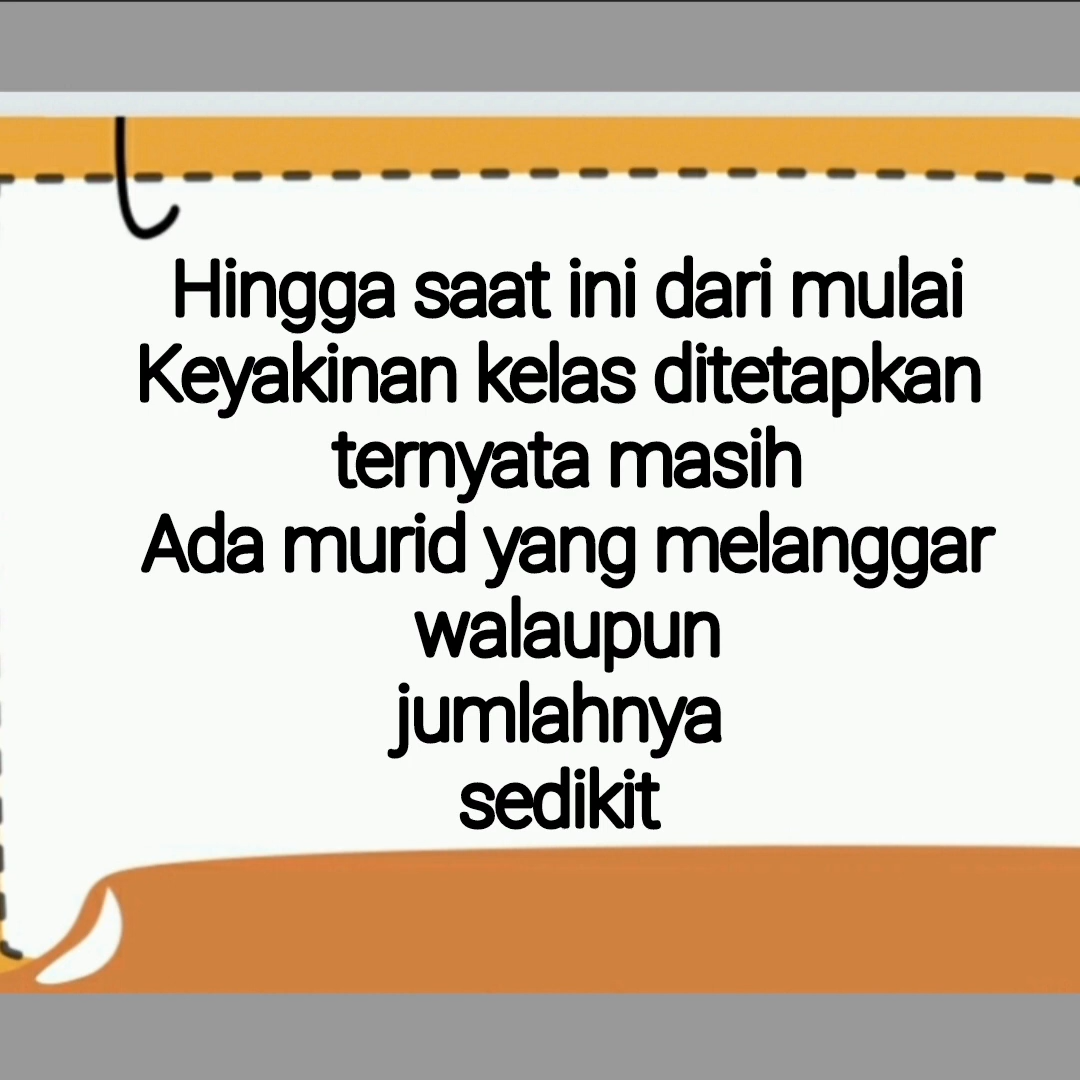 Hingga saat ini dari mulai
Keyakinan kelas ditetapkan
ternyata masih
Ada murid yang melanggar
walaupun
jumlahnya
sedikit